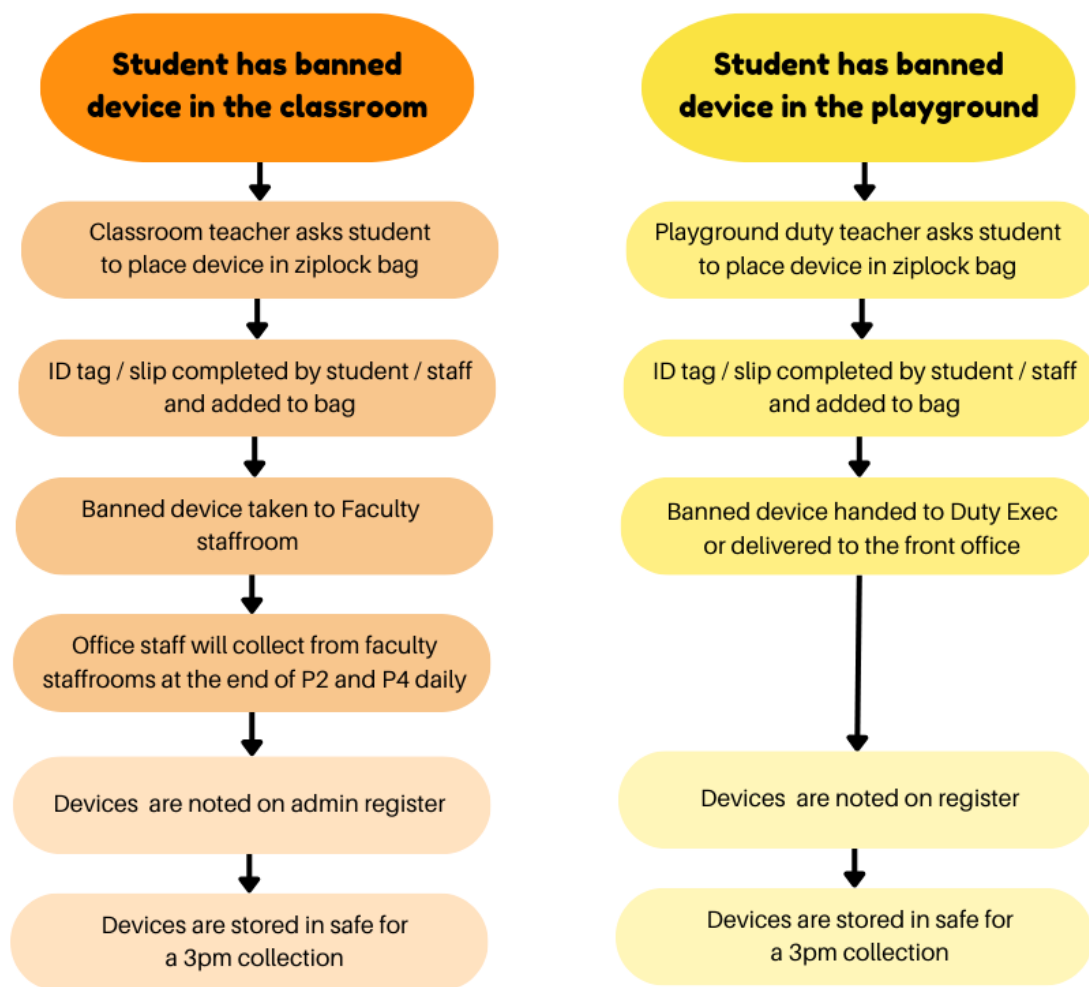 Student has banned
device in the classroom
Classroom teacher asks student
to place device in ziplock bag
ID tag / slip completed by student / staff
and added to bag
Banned device taken to Faculty
staffroom
Office staff will collect from faculty
staffrooms at the end of P2 and P4 daily
Devices are noted on admin register
Devices are stored in safe for
a 3pm collection
Student has banned
device in the playground
Playground duty teacher asks student
to place device in ziplock bag
ID tag / slip completed by student / staff
and added to bag
Banned device handed to Duty Exec
or delivered to the front office
Devices are noted on register
Devices are stored in safe for
a 3pm collection